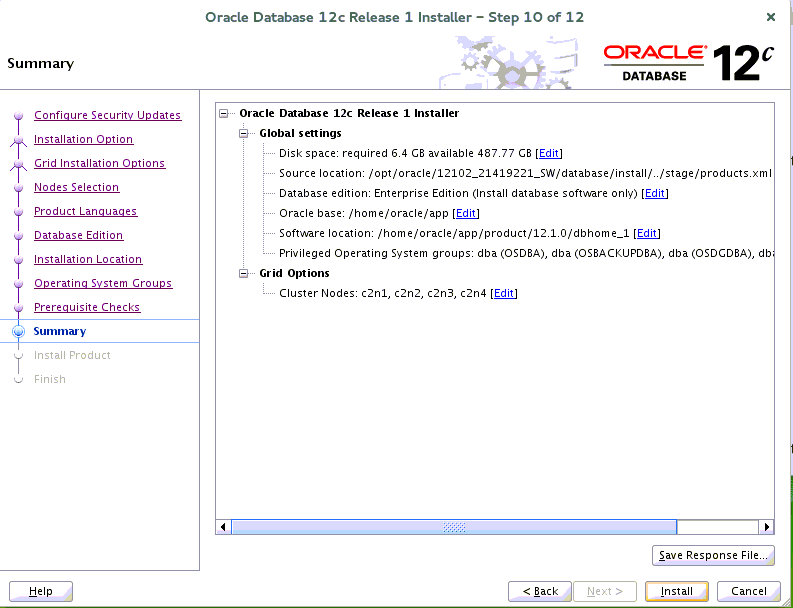 Oracle Database 12c Release 1 Installer – Step 10 of 12
Summary
ORACLE
DATABASE
12c
Configure Security Updates
Installation Option
Grid Installation Options
Nodes Selection
Product Languages
Database Edition
Installation Location
Operating System Groups
Prerequisite Checks
Summary
Install Product
Finish
Oracle Database 12c Release 1 Installer
Global settings
Disk space: required 6.4 GB available 487.77 GB [Edit]
Source location: /opt/oracle/12102_21419221_SW/database/install/../stage/products.xml
Database edition: Enterprise Edition (Install database software only) [Edit]
Oracle base: /home/oracle/app [Edit]
Software location: /home/oracle/app/product/12.1.0/dbhome_1 [Edit]
Privileged Operating System groups: dba (OSDBA), dba (OSBACKUPDBA), dba (OSDGDBA), dba
Grid Options
Cluster Nodes: c2n1, c2n2, c2n3, c2n4 [Edit]
Save Response File...
Help
< Back
Next >
Install
Cancel